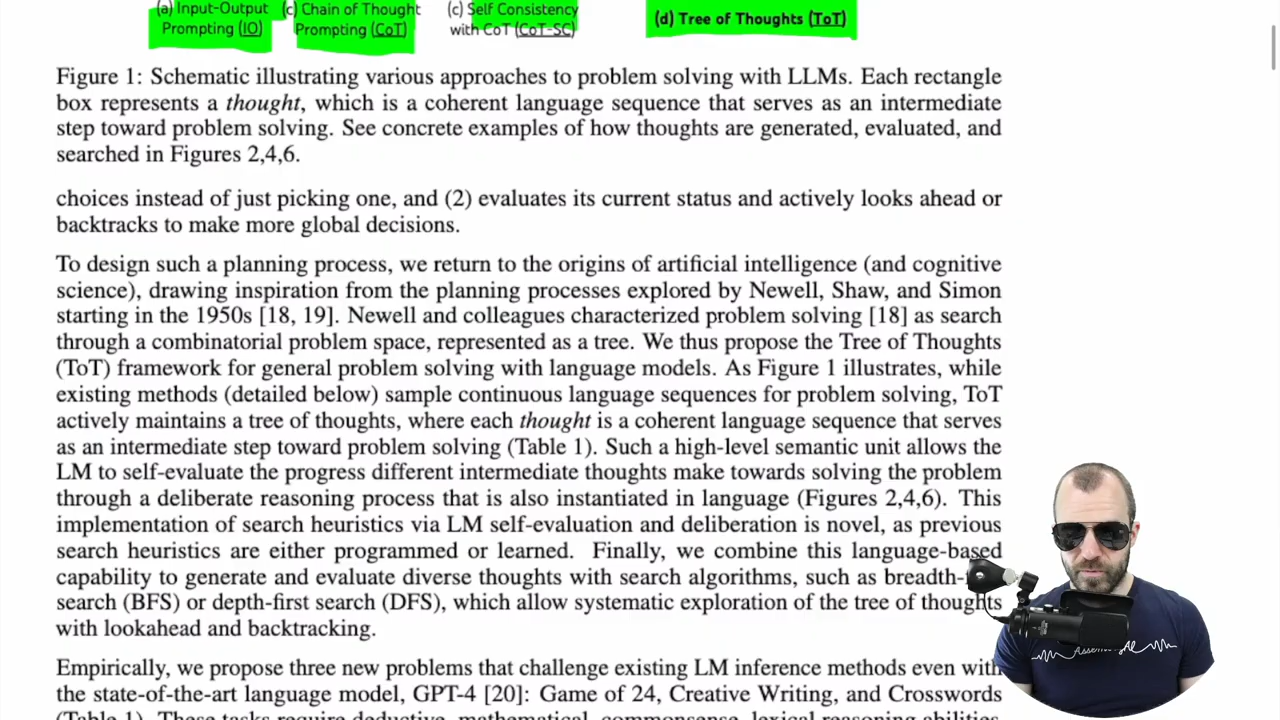 (a) Input-Output (c) Chain of Thought (c) Self Consistency
Prompting (IO) Prompting (CoT) with CoT (CoT-SC) (d) Tree of Thoughts (ToT)
Figure 1: Schematic illustrating various approaches to problem solving with LLMs. Each rectangle
box represents a thought, which is a coherent language sequence that serves as an intermediate
step toward problem solving. See concrete examples of how thoughts are generated, evaluated, and
searched in Figures 2,4,6.
choices instead of just picking one, and (2) evaluates its current status and actively looks ahead or
backtracks to make more global decisions.
To design such a planning process, we return to the origins of artificial intelligence (and cognitive
science), drawing inspiration from the planning processes explored by Newell, Shaw, and Simon
starting in the 1950s [18, 19]. Newell and colleagues characterized problem solving [18] as search
through a combinatorial problem space, represented as a tree. We thus propose the Tree of Thoughts
(ToT) framework for general problem solving with language models. As Figure 1 illustrates, while
existing methods (detailed below) sample continuous language sequences for problem solving, ToT
actively maintains a tree of thoughts, where each thought is a coherent language sequence that serves
as an intermediate step toward problem solving (Table 1). Such a high-level semantic unit allows the
LM to self-evaluate the progress different intermediate thoughts make towards solving the problem
through a deliberate reasoning process that is also instantiated in language (Figures 2,4,6). This
implementation of search heuristics via LM self-evaluation and deliberation is novel, as previous
search heuristics are either programmed or learned. Finally, we combine this language-based
capability to generate and evaluate diverse thoughts with search algorithms, such as breadth-
search (BFS) or depth-first search (DFS), which allow systematic exploration of the tree of thoughts
with lookahead and backtracking.
Empirically, we propose three new problems that challenge existing LM inference methods even with
the state-of-the-art language model, GPT-4 [20]: Game of 24, Creative Writing, and Crosswords
(Table 1). These tasks require deductive, mathematical, commonsense, lexical reasoning abilities,